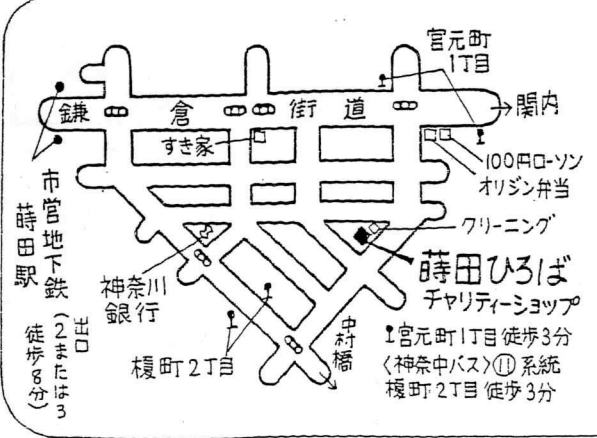 宮元町
1丁目
鎌倉街道
→関内
すき家
100円ローソン
オリジン弁当
クリーニング
市営地下鉄
蒔田駅
出口
(2または3
徒歩8分)
神奈川
銀行
榎町2丁目
中村橋
蒔田ひろば
チャリティーショップ
宮元町1丁目徒歩3分
〈神奈中バス〉⑪系統
榎町2丁目徒歩3分